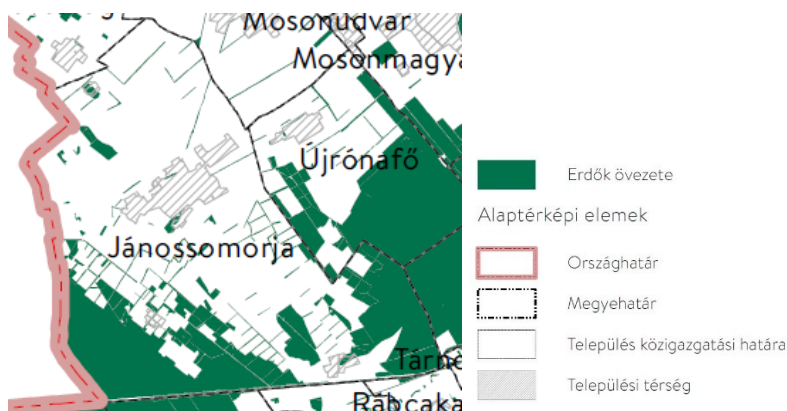 Mosonudvar
Mosonmagya
Újrónafő
Jánossomorja
Tárn
Rábcaka
Erdők övezete
Alaptérképi elemek
Országhatár
Megyehatár
Település közigazgatási határa
Települési térség